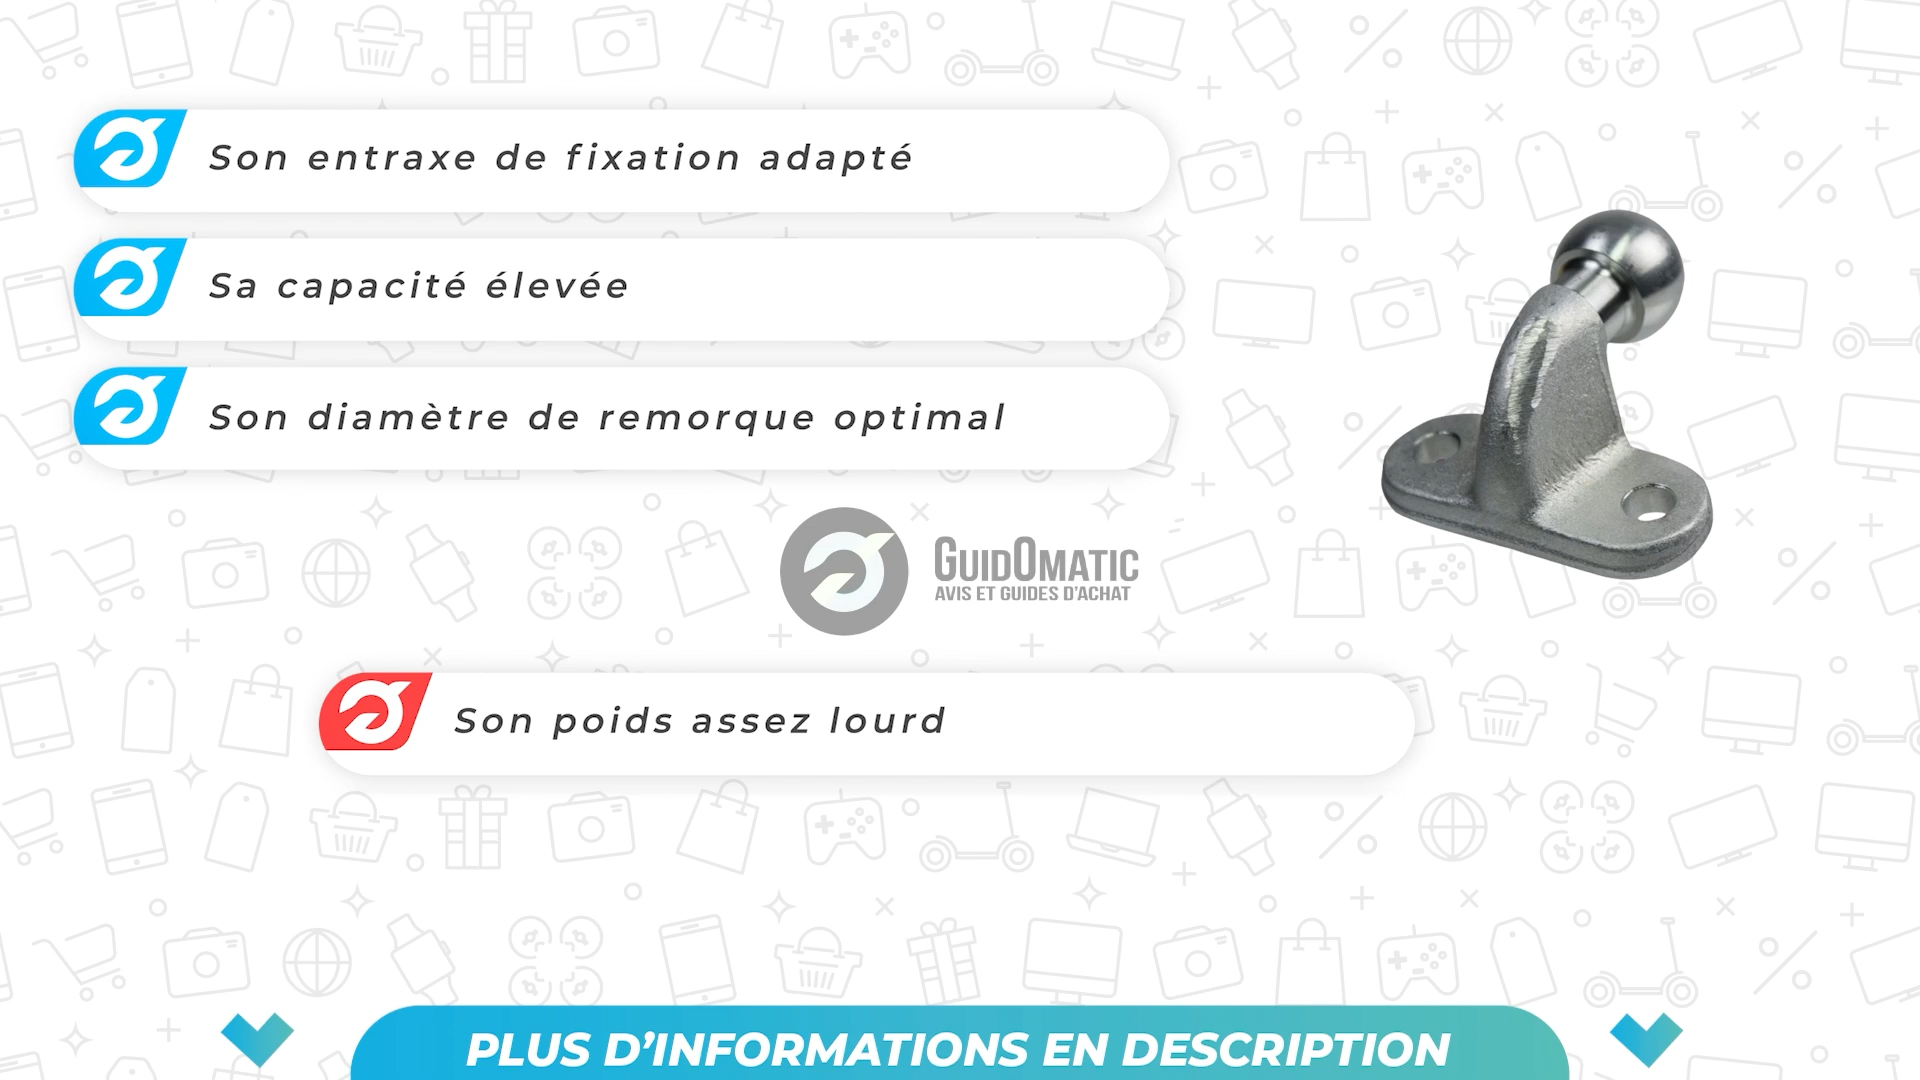 Son entraxe de fixation adapté
Sa capacité élevée
Son diamètre de remorque optimal
GUIDOMATIC
AVIS ET GUIDES D'ACHAT
Son poids assez lourd
PLUS D'INFORMATIONS EN DESCRIPTION